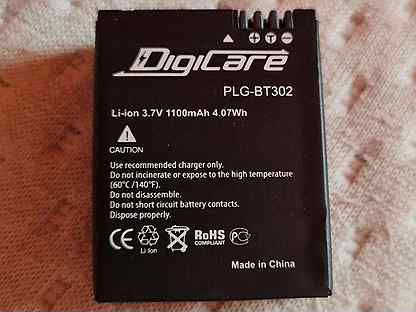 DigiCare
+ T −
PLG-BT302
Li-ion 3.7V 1100mAh 4.07Wh
CAUTION
Use recommended charger only.
Do not incinerate or expose to the high temperature
(60°C /140°F).
Do not disassemble.
Do not short circuit battery contacts.
Dispose properly.
CE Li-ion RoHS
COMPLIANT
Made in China